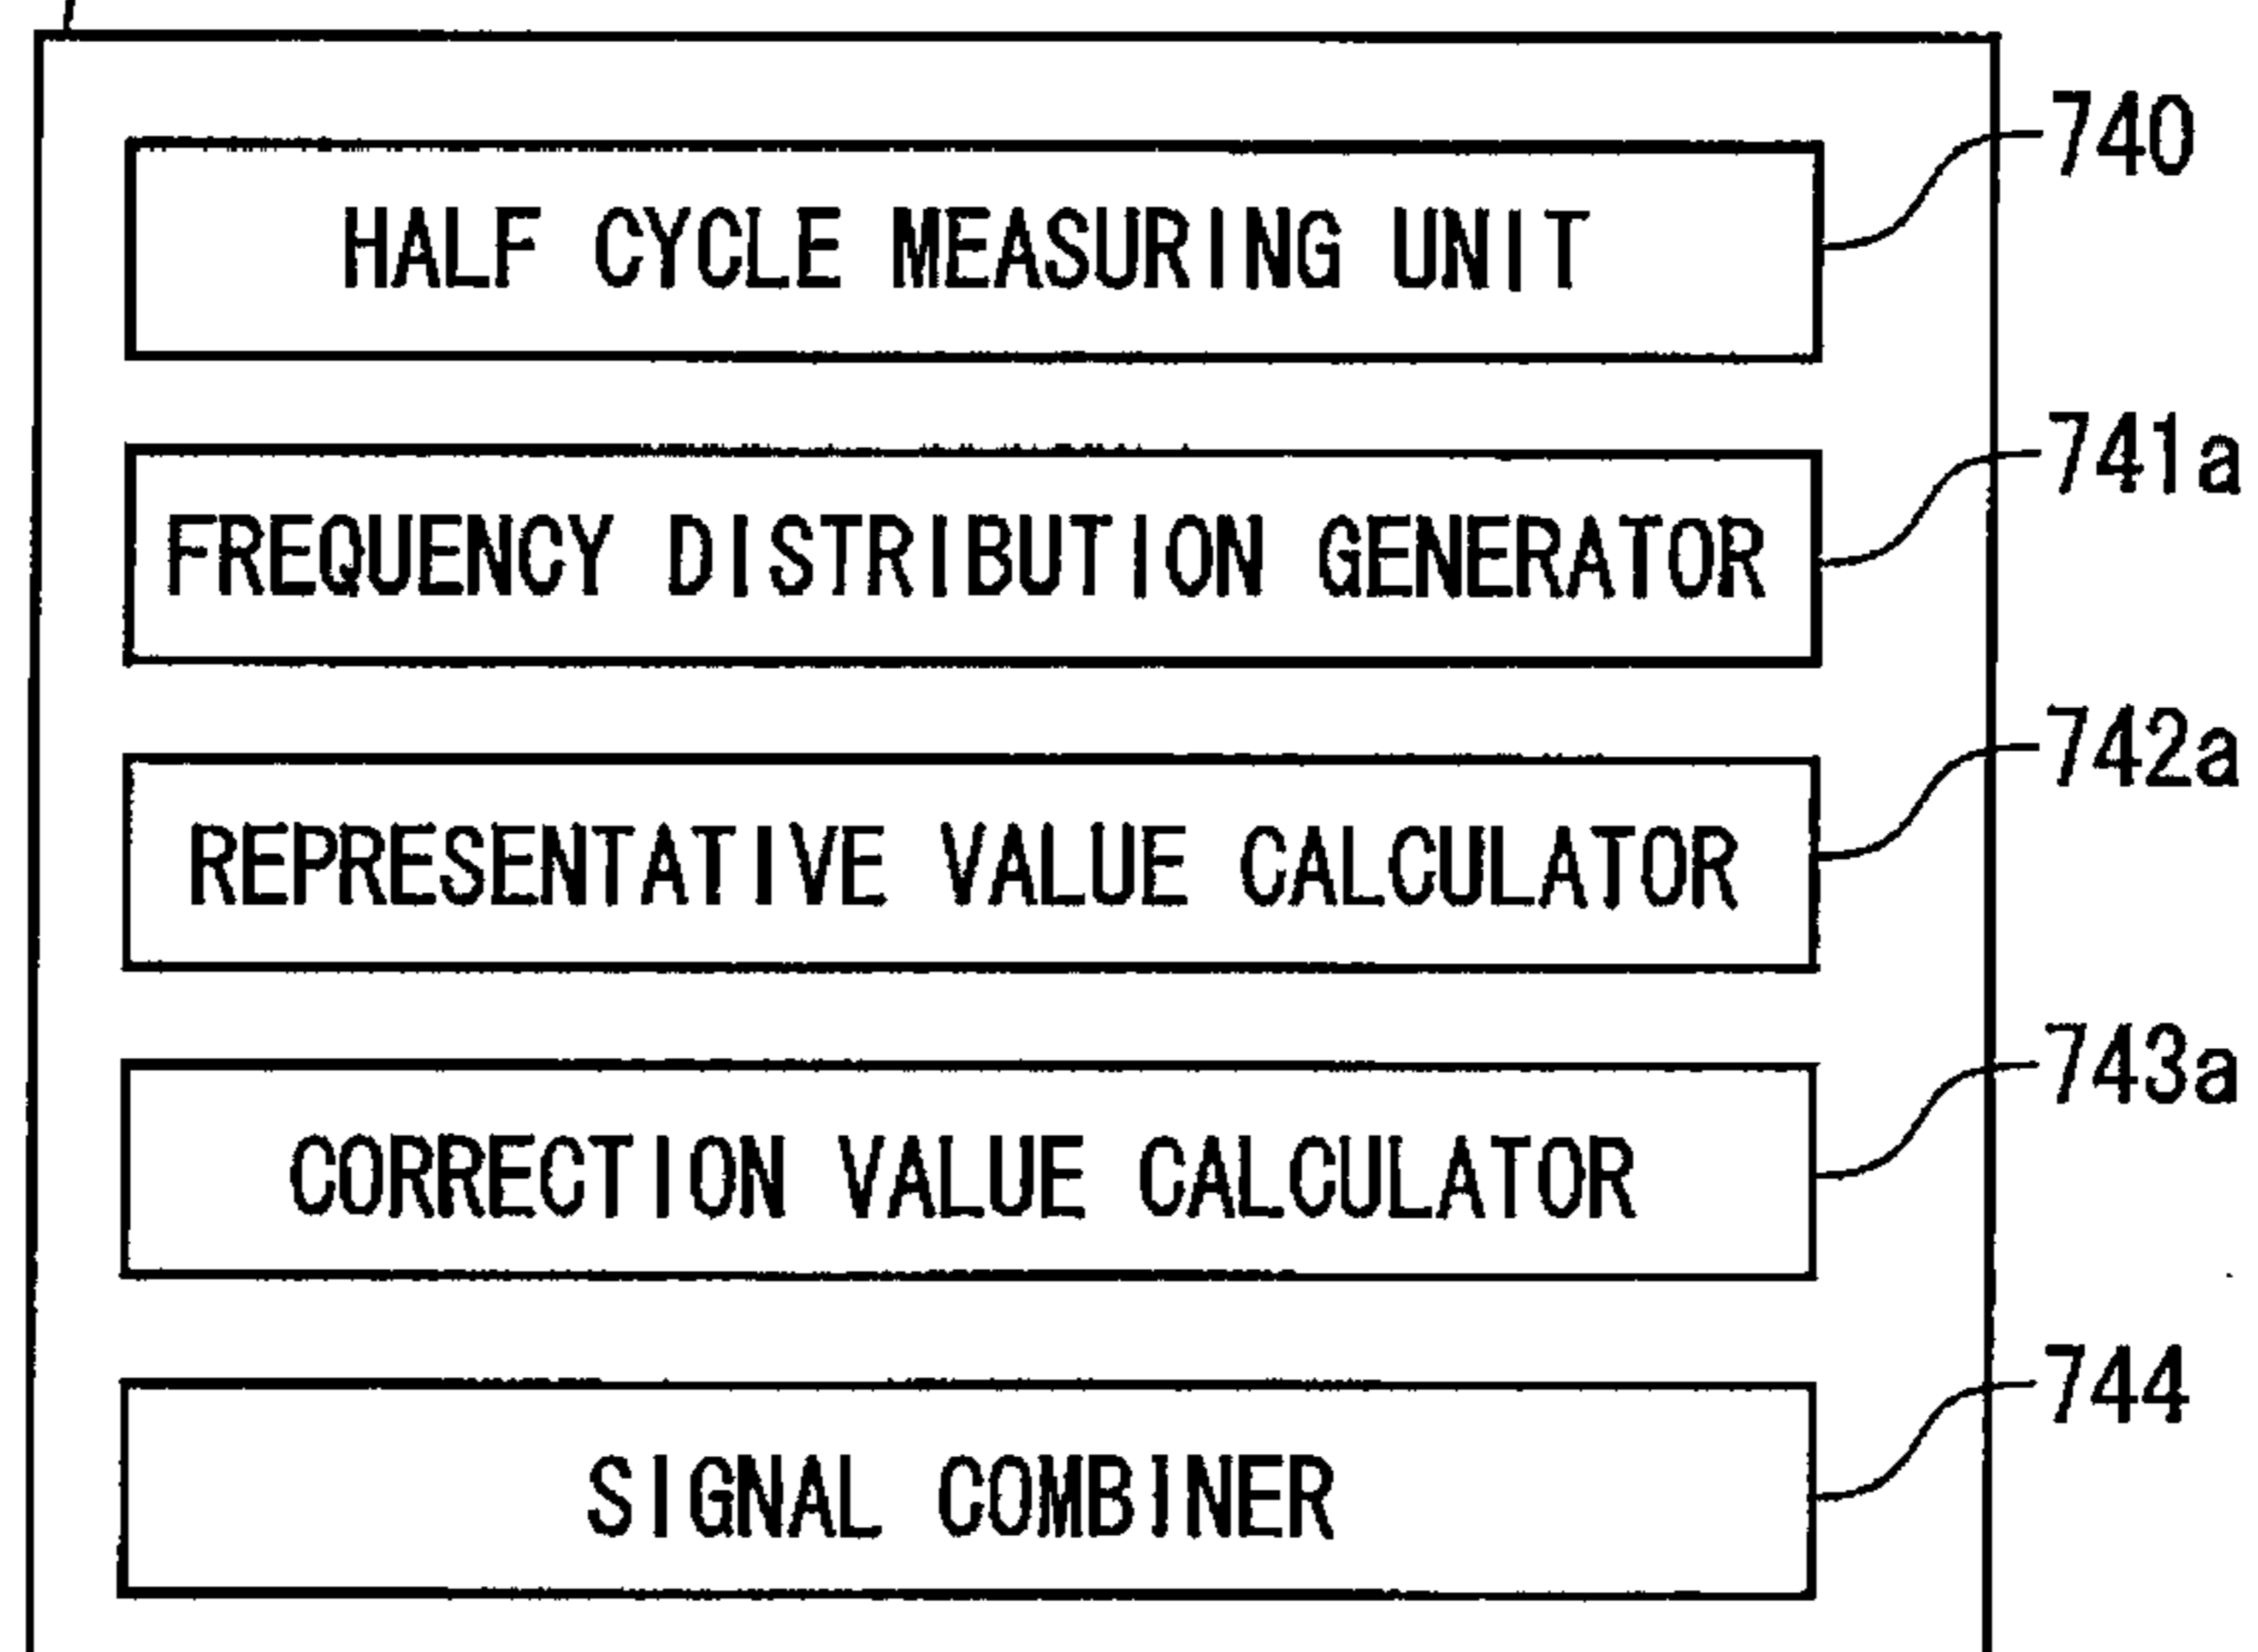 HALF CYCLE MEASURING UNIT
740
FREQUENCY DISTRIBUTION GENERATOR
741a
REPRESENTATIVE VALUE CALCULATOR
742a
CORRECTION VALUE CALCULATOR
743a
SIGNAL COMBINER
744